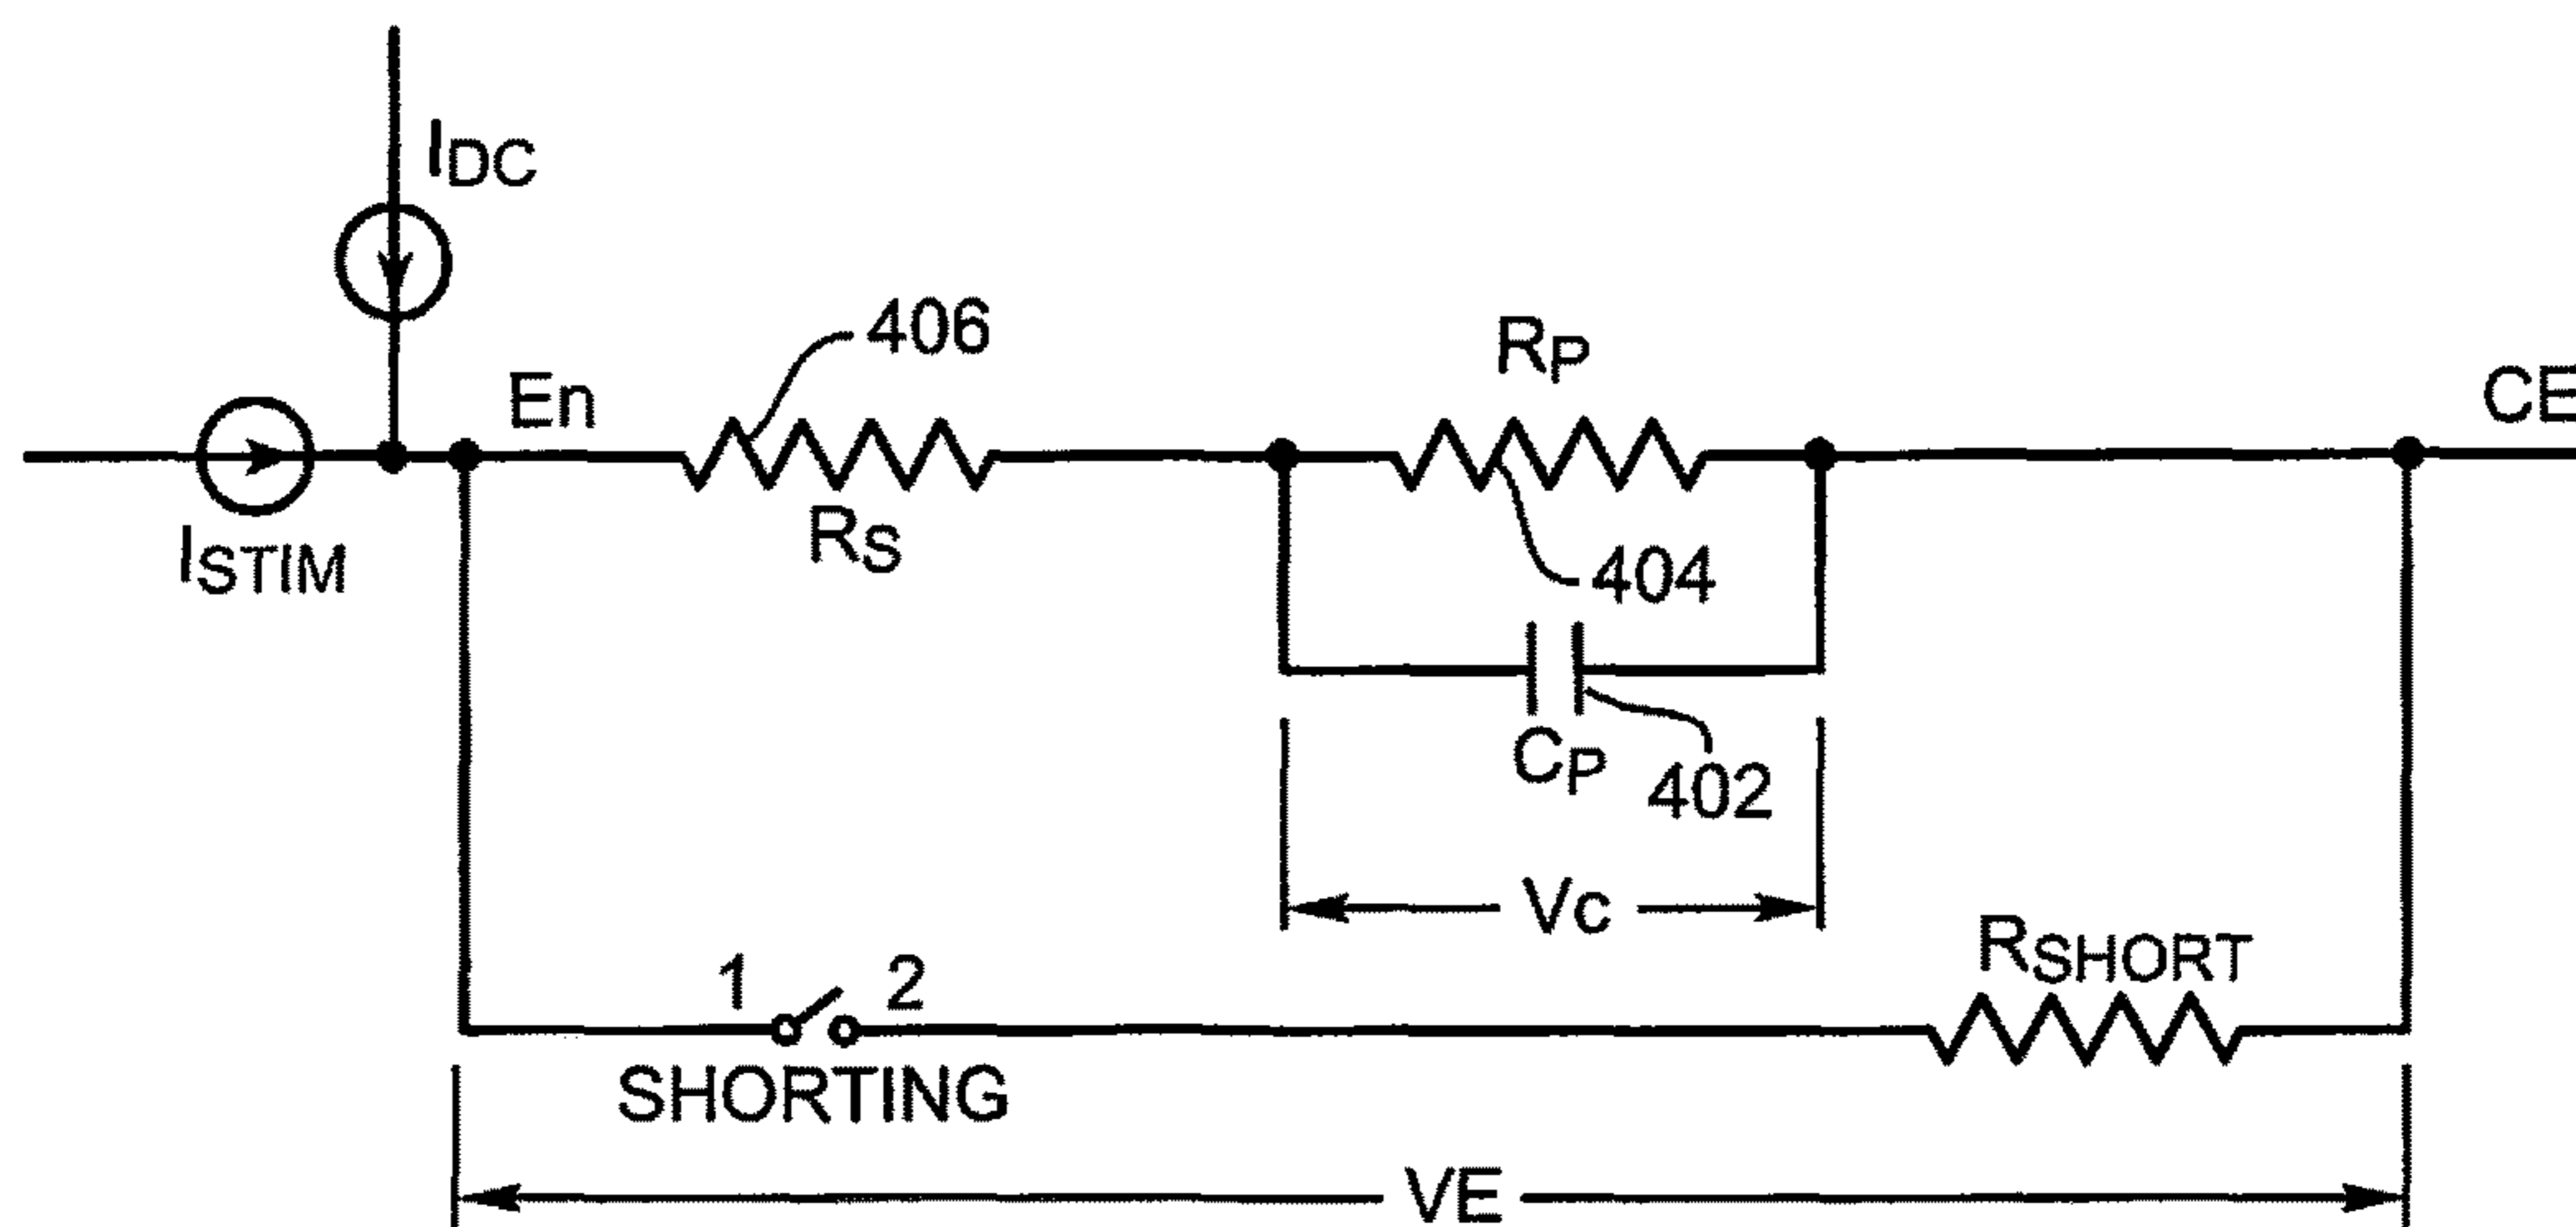 IDC
406
RP
En
CE
RS
ISTIM
404
CP
402
Vc
RSHORT
1 2
SHORTING
VE